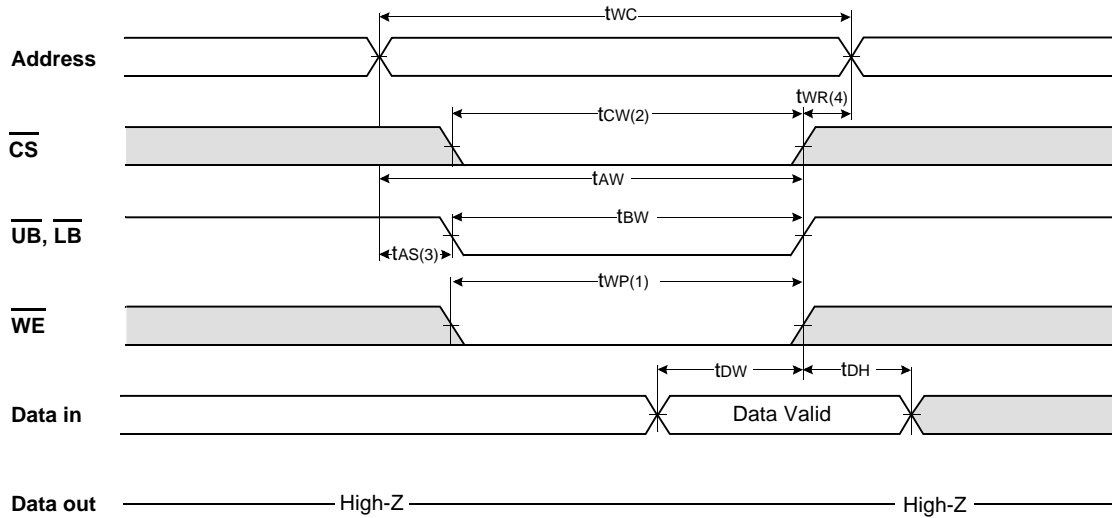 tWC
Address
tCW(2)
tWR(4)
CS
tAW
UB, LB
tBW
tAS(3)
tWP(1)
WE
tDW
tDH
Data in
Data Valid
Data out
High-Z
High-Z